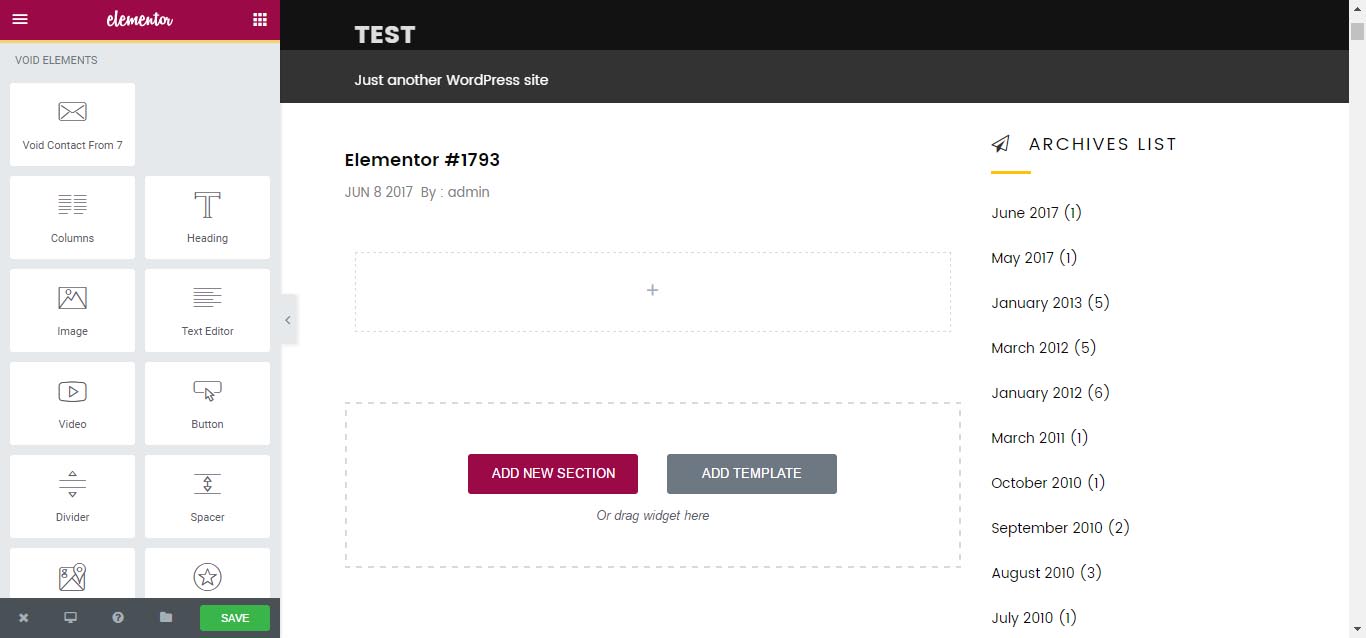 elementor
VOID ELEMENTS
Void Contact From 7
Columns
Heading
Image
Text Editor
Video
Button
Divider
Spacer
SAVE
TEST
Just another WordPress site
Elementor #1793
JUN 8 2017 By : admin
+
ADD NEW SECTION
ADD TEMPLATE
Or drag widget here
ARCHIVES LIST
June 2017 (1)
May 2017 (1)
January 2013 (5)
March 2012 (5)
January 2012 (6)
March 2011 (1)
October 2010 (1)
September 2010 (2)
August 2010 (3)
July 2010 (1)